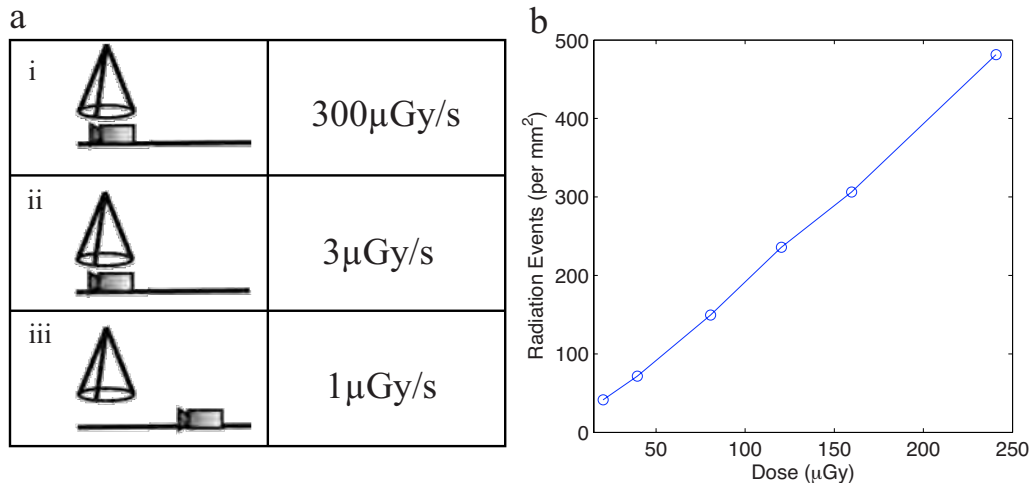 a
i
300µGy/s
ii
3µGy/s
iii
1µGy/s
b
500
400
300
200
100
0
50
100
150
200
250
Radiation Events (per mm²)
Dose (µGy)